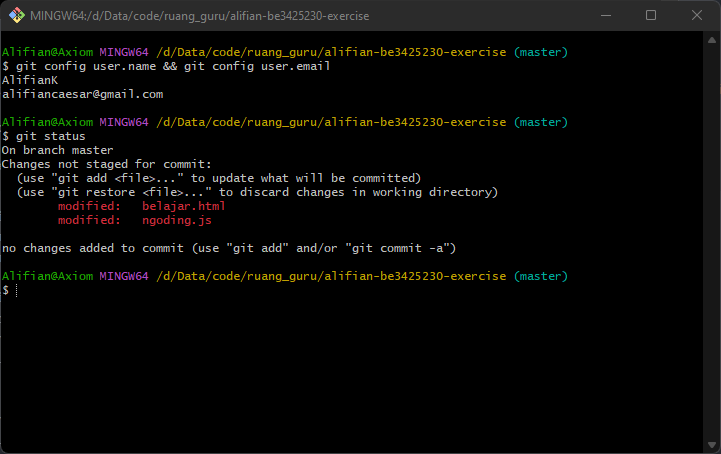 MINGW64:/d/Data/code/ruang_guru/alifian-be3425230-exercise
Alifian@Axiom MINGW64 /d/Data/code/ruang_guru/alifian-be3425230-exercise (master)
$ git config user.name && git config user.email
AlifianK
alifiancaesar@gmail.com
Alifian@Axiom MINGW64 /d/Data/code/ruang_guru/alifian-be3425230-exercise (master)
$ git status
On branch master
Changes not staged for commit:
  (use "git add <file>..." to update what will be committed)
  (use "git restore <file>..." to discard changes in working directory)
        modified:   belajar.html
        modified:   ngoding.js
no changes added to commit (use "git add" and/or "git commit -a")
Alifian@Axiom MINGW64 /d/Data/code/ruang_guru/alifian-be3425230-exercise (master)
$